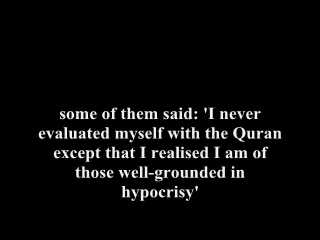 some of them said: 'I never
evaluated myself with the Quran
except that I realised I am of
those well-grounded in
hypocrisy'